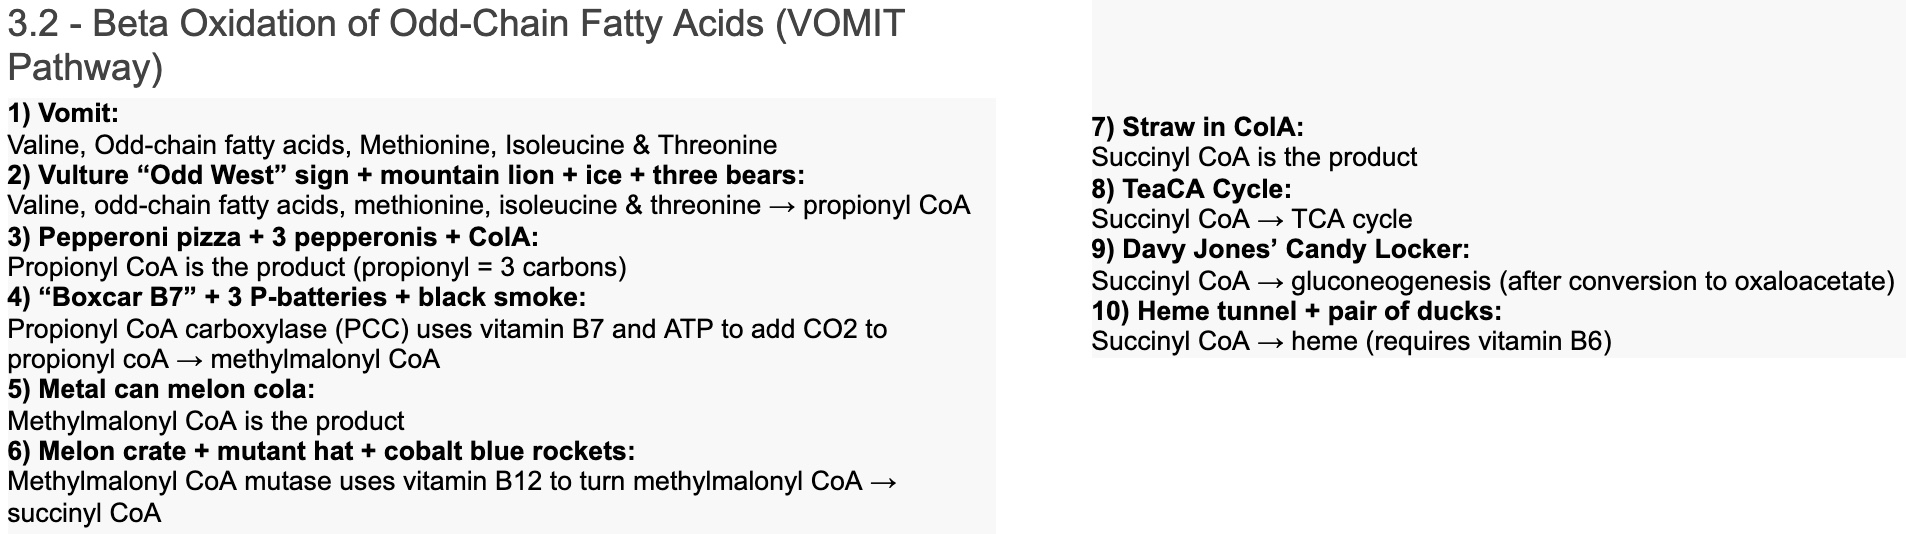 3.2 - Beta Oxidation of Odd-Chain Fatty Acids (VOMIT
Pathway)
1) Vomit:
Valine, Odd-chain fatty acids, Methionine, Isoleucine & Threonine
2) Vulture “Odd West” sign + mountain lion + ice + three bears:
Valine, odd-chain fatty acids, methionine, isoleucine & threonine → propionyl CoA
3) Pepperoni pizza + 3 pepperonis + ColA:
Propionyl CoA is the product (propionyl = 3 carbons)
4) “Boxcar B7” + 3 P-batteries + black smoke:
Propionyl CoA carboxylase (PCC) uses vitamin B7 and ATP to add CO2 to
propionyl coA → methylmalonyl CoA
5) Metal can melon cola:
Methylmalonyl CoA is the product
6) Melon crate + mutant hat + cobalt blue rockets:
Methylmalonyl CoA mutase uses vitamin B12 to turn methylmalonyl CoA →
succinyl CoA
7) Straw in ColA:
Succinyl CoA is the product
8) TeaCA Cycle:
Succinyl CoA → TCA cycle
9) Davy Jones’ Candy Locker:
Succinyl CoA → gluconeogenesis (after conversion to oxaloacetate)
10) Heme tunnel + pair of ducks:
Succinyl CoA → heme (requires vitamin B6)